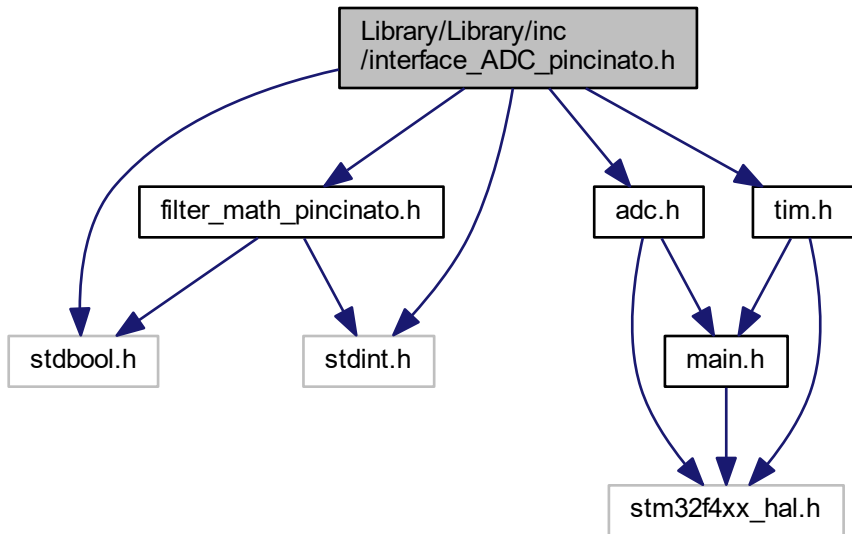 Library/Library/inc
/interface_ADC_pincinato.h
filter_math_pincinato.h
adc.h
tim.h
stdbool.h
stdint.h
main.h
stm32f4xx_hal.h